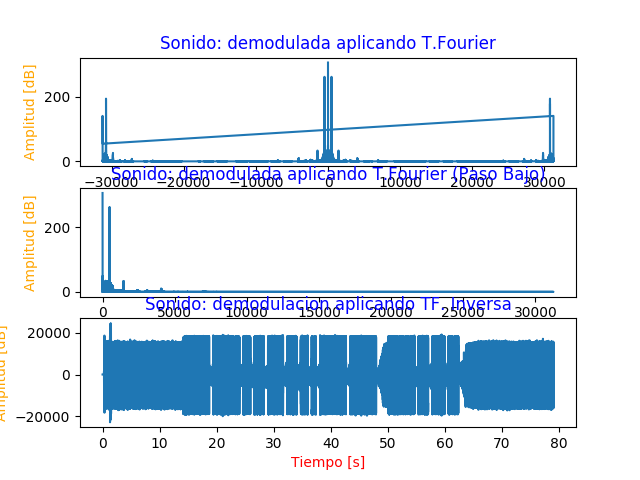 Sonido: demodulada aplicando T.Fourier
Amplitud [dB]
200
0
−30000 −20000 −10000 0 10000 20000 30000
Sonido: demodulada aplicando T.Fourier (Paso Bajo)
Amplitud [dB]
200
0
0 5000 10000 15000 20000 25000 30000
Sonido: demodulacion aplicando TF. Inversa
Amplitud [dB]
20000
0
−20000
0 10 20 30 40 50 60 70 80
Tiempo [s]